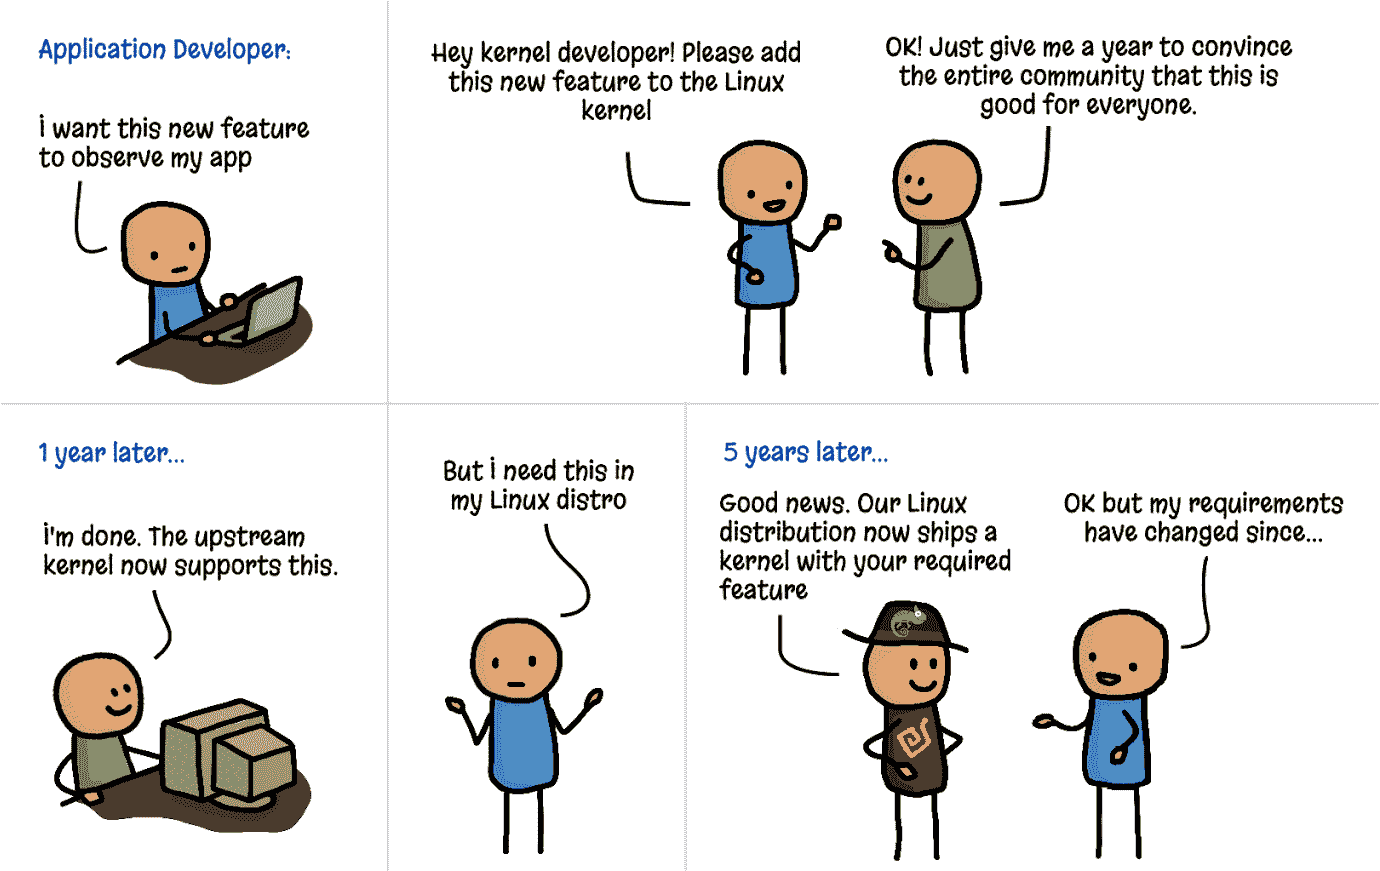 Application Developer:
i want this new feature
to observe my app
Hey kernel developer! Please add
this new feature to the Linux
kernel
OK! Just give me a year to convince
the entire community that this is
good for everyone.
1 year later...
i'm done. The upstream
kernel now supports this.
But i need this in
my Linux distro
5 years later...
Good news. Our Linux
distribution now ships a
kernel with your required
feature
OK but my requirements
have changed since...